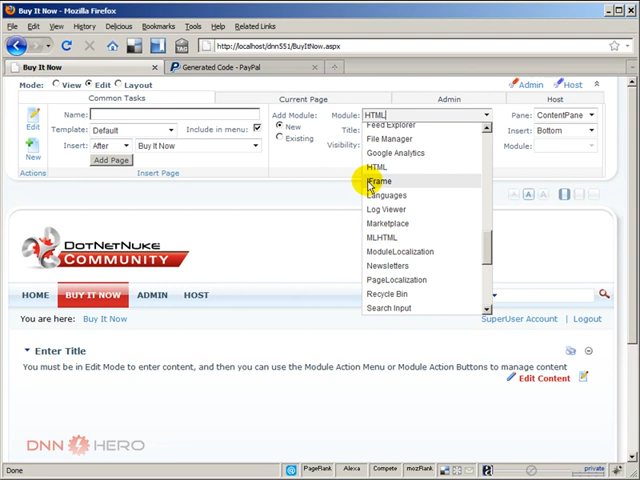 Buy It Now - Mozilla Firefox
File Edit View History Delicious Bookmarks Tools Help Related Links
http://localhost/dnn551/BuyItNow.aspx
Buy It Now
Generated Code - PayPal
Mode: View Edit Layout
Admin Host
Common Tasks Current Page Admin Host
Edit
New
Actions
Name:
Template: Default Include in menu:
Insert: After Buy It Now
Add Page
Insert Page
Add Module: Module: HTML Pane: ContentPane
New Title: Insert: Bottom
Existing Visibility: Module:
Feed Explorer
File Manager
Google Analytics
HTML
IFrame
Languages
Log Viewer
Marketplace
MLHTML
ModuleLocalization
Newsletters
PageLocalization
Recycle Bin
Search Input
A
DOTNETNUKE
COMMUNITY
HOME BUY IT NOW ADMIN HOST
You are here: Buy It Now
SuperUser Account Logout
Enter Title
You must be in Edit Mode to enter content, and then you can use the Module Action Menu or Module Action Buttons to manage content
Edit Content
DNN HERO
Done
PageRank Alexa Compete mozRank